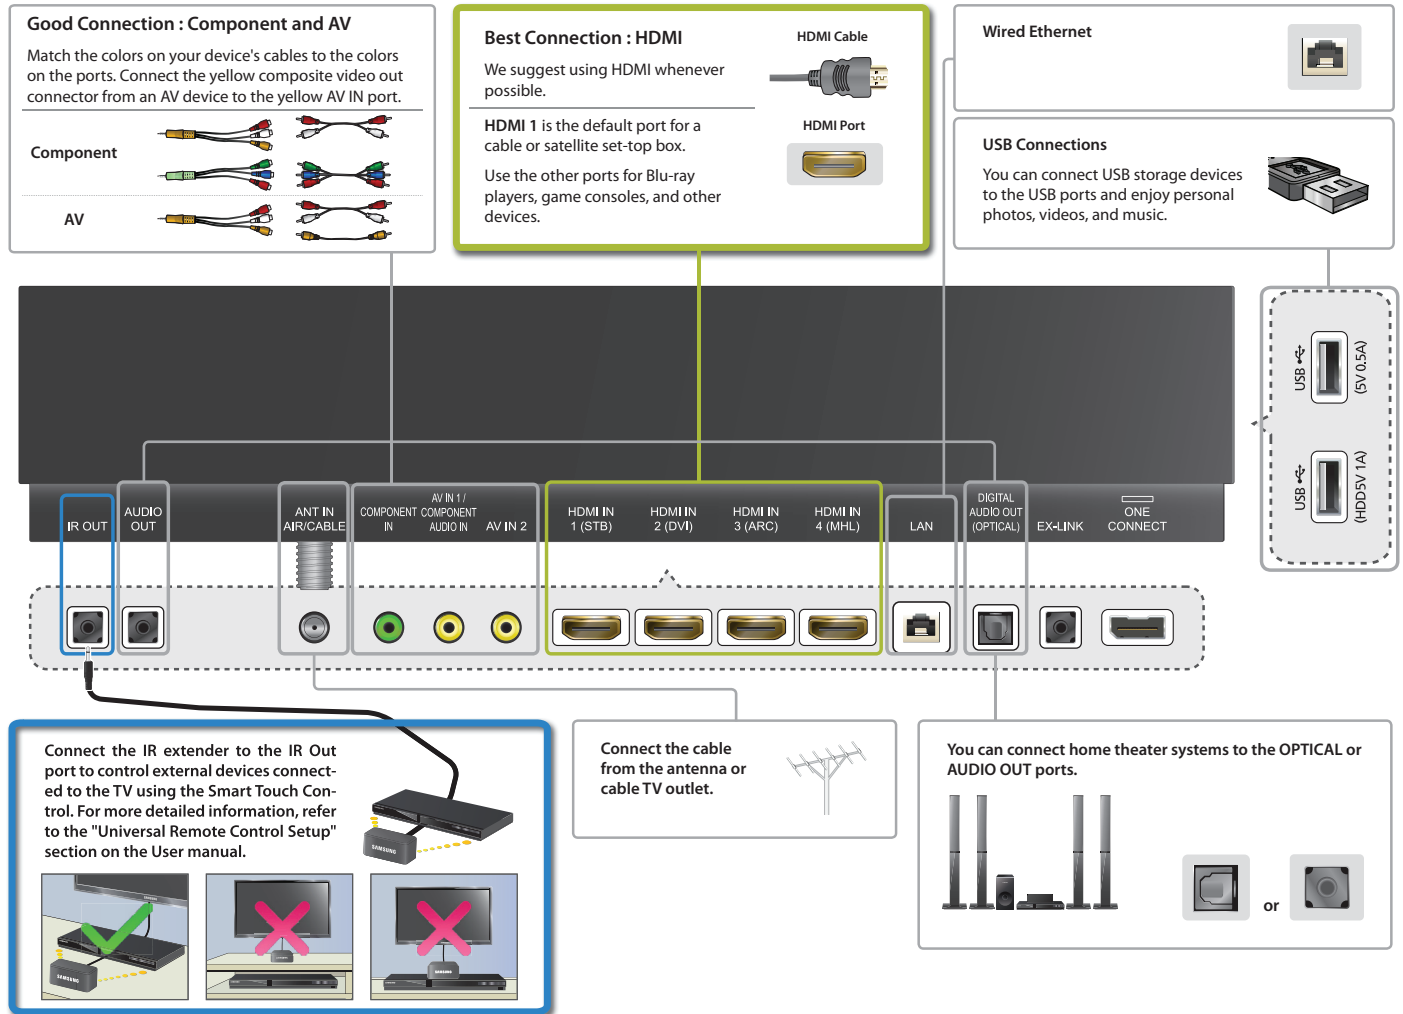 Good Connection : Component and AV
Match the colors on your device's cables to the colors
on the ports. Connect the yellow composite video out
connector from an AV device to the yellow AV IN port.
Component
AV
Best Connection : HDMI
We suggest using HDMI whenever
possible.
HDMI 1 is the default port for a
cable or satellite set-top box.
Use the other ports for Blu-ray
players, game consoles, and other
devices.
HDMI Cable
HDMI Port
Wired Ethernet
USB Connections
You can connect USB storage devices
to the USB ports and enjoy personal
photos, videos, and music.
USB
(5V 0.5A)
USB
(HDD5V 1A)
IR OUT
AUDIO
OUT
ANT IN
AIR/CABLE
COMPONENT
IN
AV IN 1 /
COMPONENT
AUDIO IN
AV IN 2
HDMI IN
1 (STB)
HDMI IN
2 (DVI)
HDMI IN
3 (ARC)
HDMI IN
4 (MHL)
LAN
DIGITAL
AUDIO OUT
(OPTICAL)
EX-LINK
ONE
CONNECT
Connect the IR extender to the IR Out
port to control external devices connect-
ed to the TV using the Smart Touch Con-
trol. For more detailed information, refer
to the "Universal Remote Control Setup"
section on the User manual.
SAMSUNG
SAMSUNG
SAMSUNG
Connect the cable
from the antenna or
cable TV outlet.
You can connect home theater systems to the OPTICAL or
AUDIO OUT ports.
or